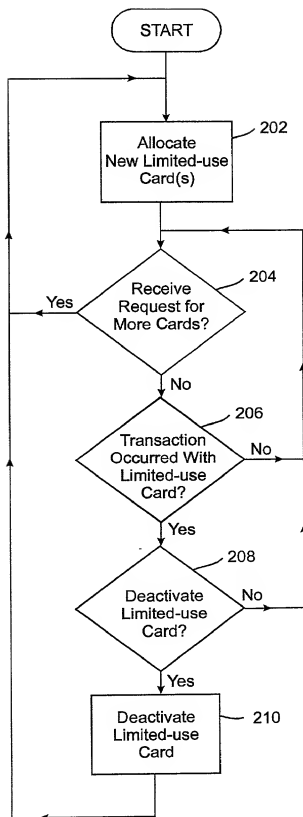 START
202
Allocate
New Limited-use
Card(s)
204
Receive
Request for
More Cards?
Yes
No
206
Transaction
Occurred With
Limited-use
Card?
No
Yes
208
Deactivate
Limited-use
Card?
No
Yes
210
Deactivate
Limited-use
Card